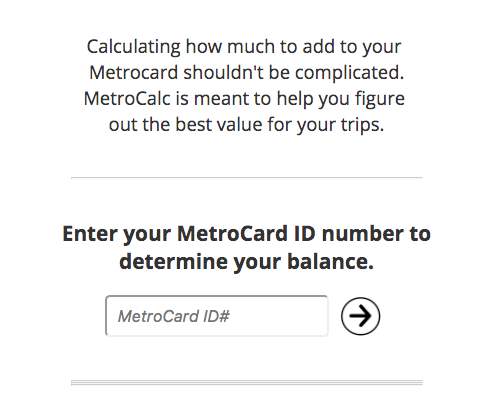 Calculating how much to add to your
Metrocard shouldn't be complicated.
MetroCalc is meant to help you figure
out the best value for your trips.
Enter your MetroCard ID number to
determine your balance.
MetroCard ID#